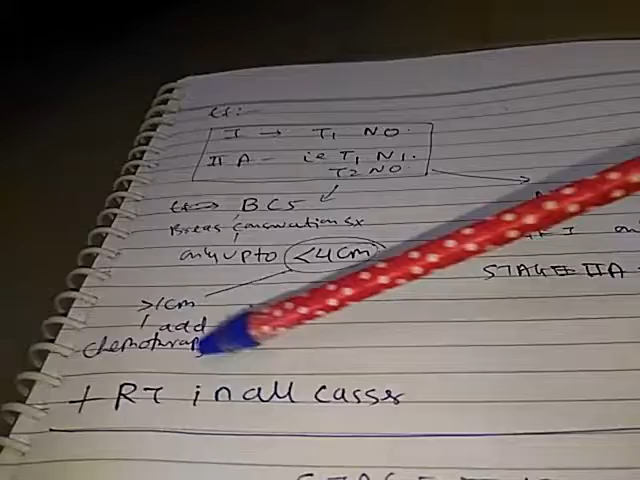 I → T1 N0.
II A - ie T1 N1.
T2 N0
BCS
Breast Conservation Sx
only upto <4cm
STAGE IIA
>1cm
add
chemotherapy
+ RT in all casses